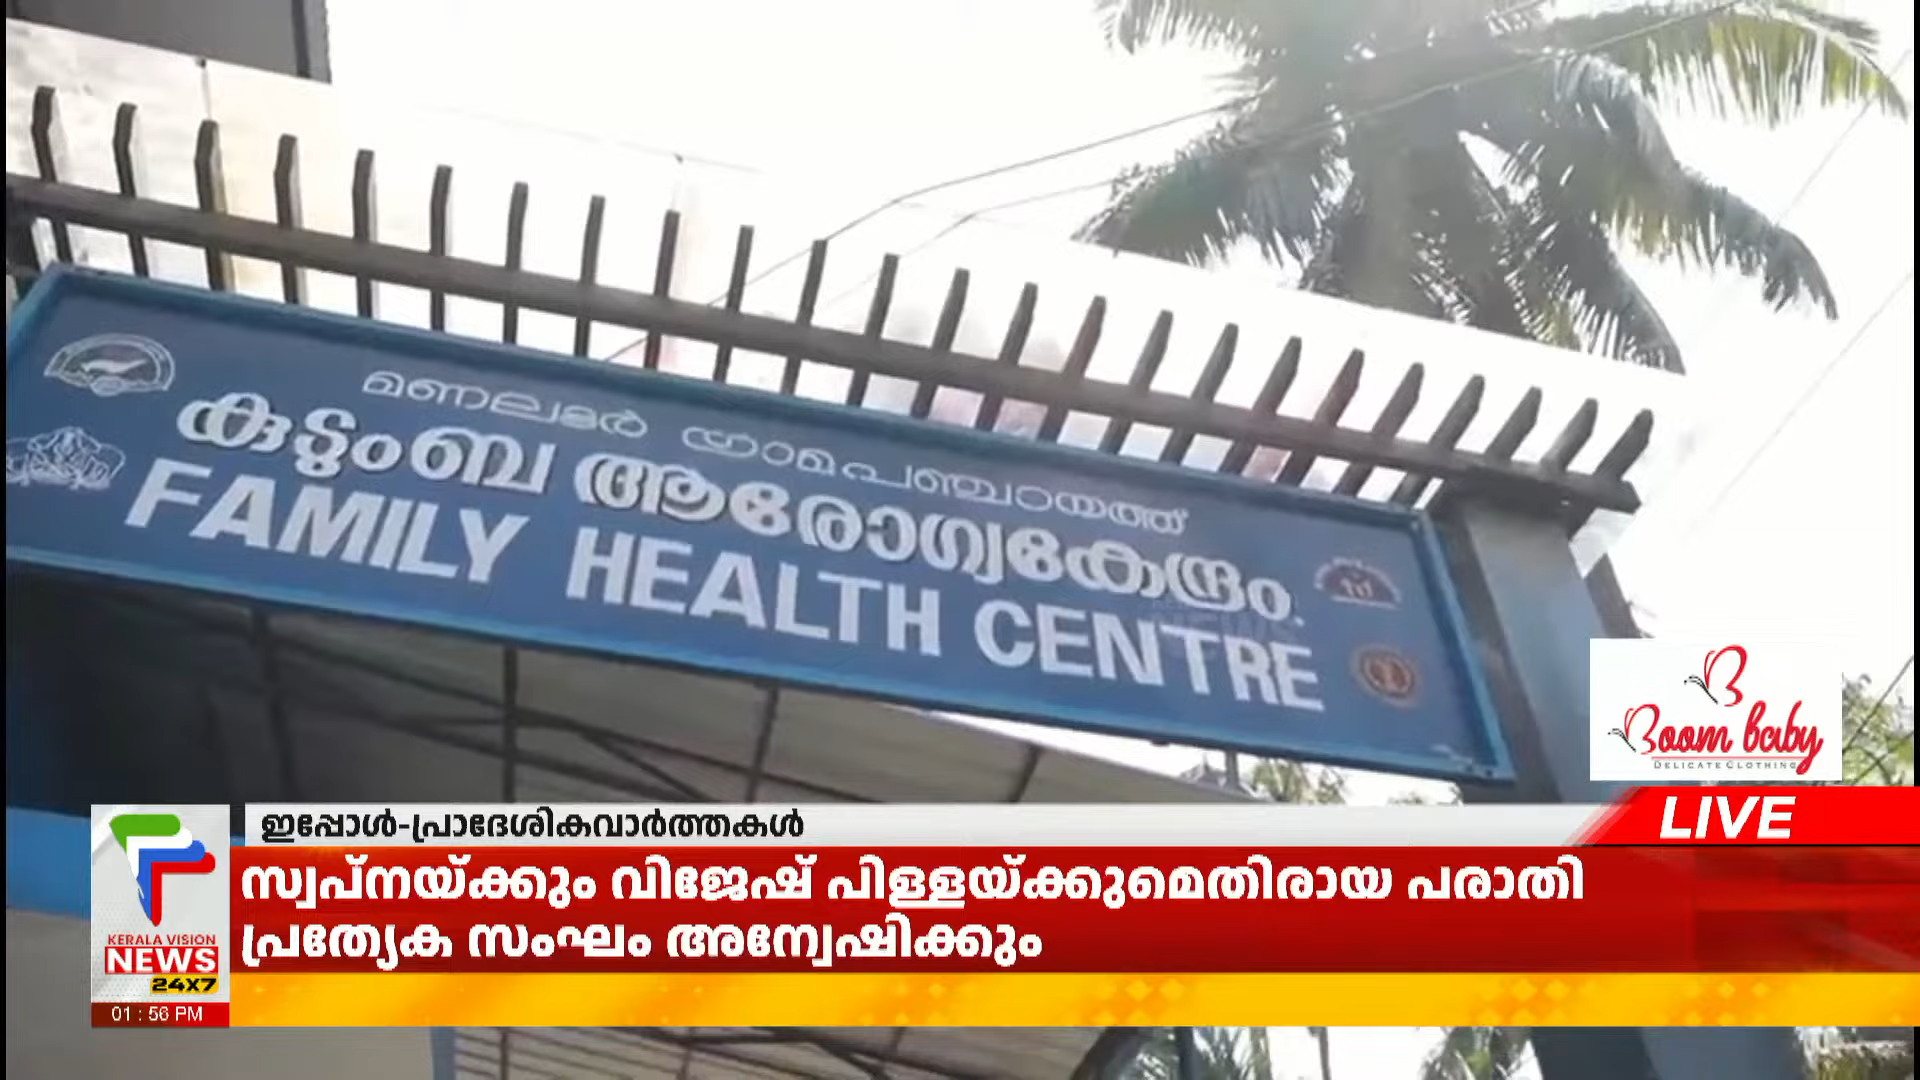 മണലൂർ ഗ്രാമപഞ്ചായത്ത്
കുടുംബ ആരോഗ്യകേന്ദ്രം.
FAMILY HEALTH CENTRE
Boom baby
DELICATE CLOTHING
ഇപ്പോൾ-പ്രാദേശികവാർത്തകൾ
LIVE
സ്വപ്നയ്ക്കും വിജേഷ് പിള്ളയ്ക്കുമെതിരായ പരാതി
പ്രത്യേക സംഘം അന്വേഷിക്കും
KERALA VISION
NEWS
24X7
01 : 56 PM